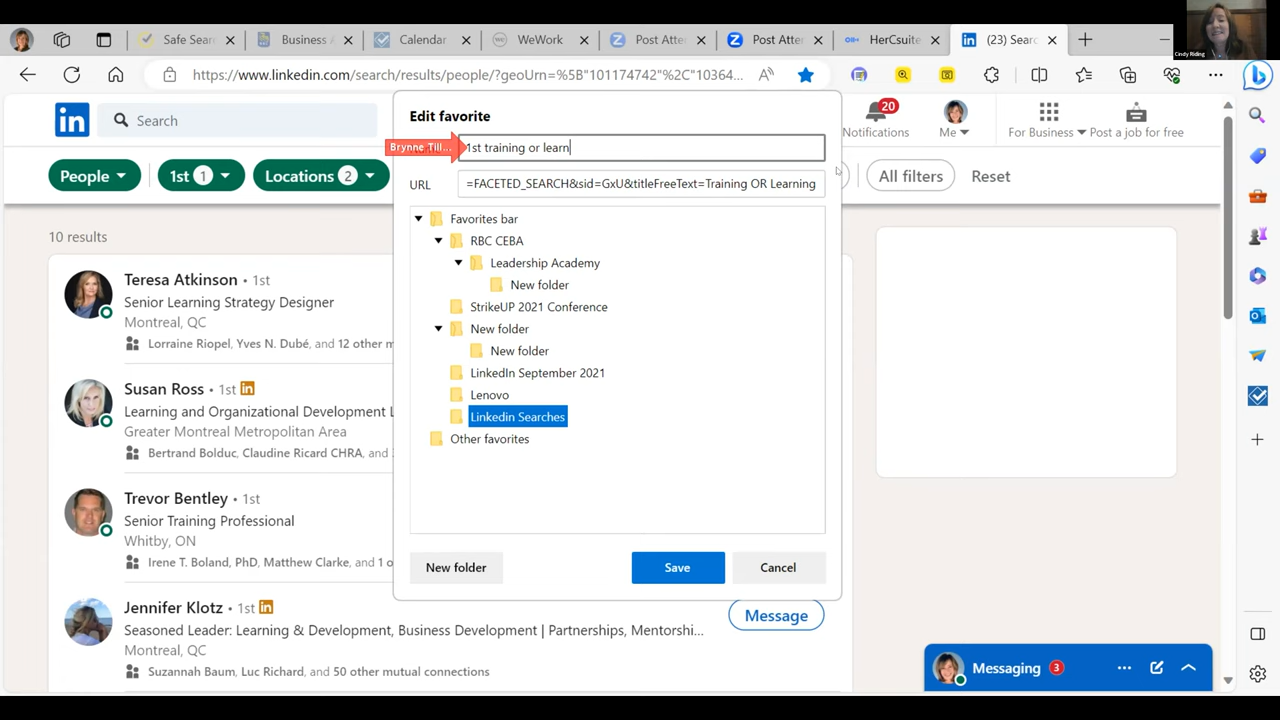 Safe Sear
Business A
Calendar
WeWork
Post Atte
Post Atter
HerCsuite
(23) Searc
Cindy Riding
https://www.linkedin.com/search/results/people/?geoUrn=%5B"101174742"%2C"10364...
in
Search
20
Notifications
Me
For Business
Post a job for free
Edit favorite
Brynne Till...
1st training or learn
URL
=FACETED_SEARCH&sid=GxU&titleFreeText=Training OR Learning
People
1st 1
Locations 2
All filters
Reset
Favorites bar
RBC CEBA
Leadership Academy
New folder
StrikeUP 2021 Conference
New folder
New folder
LinkedIn September 2021
Lenovo
Linkedin Searches
Other favorites
New folder
Save
Cancel
10 results
Teresa Atkinson • 1st
Senior Learning Strategy Designer
Montreal, QC
Lorraine Riopel, Yves N. Dubé, and 12 other m
Susan Ross • 1st in
Learning and Organizational Development L
Greater Montreal Metropolitan Area
Bertrand Bolduc, Claudine Ricard CHRA, and
Trevor Bentley • 1st
Senior Training Professional
Whitby, ON
Irene T. Boland, PhD, Matthew Clarke, and 1 o
Jennifer Klotz • 1st in
Seasoned Leader: Learning & Development, Business Development | Partnerships, Mentorshi...
Montreal, QC
Suzannah Baum, Luc Richard, and 50 other mutual connections
Message
Messaging 3